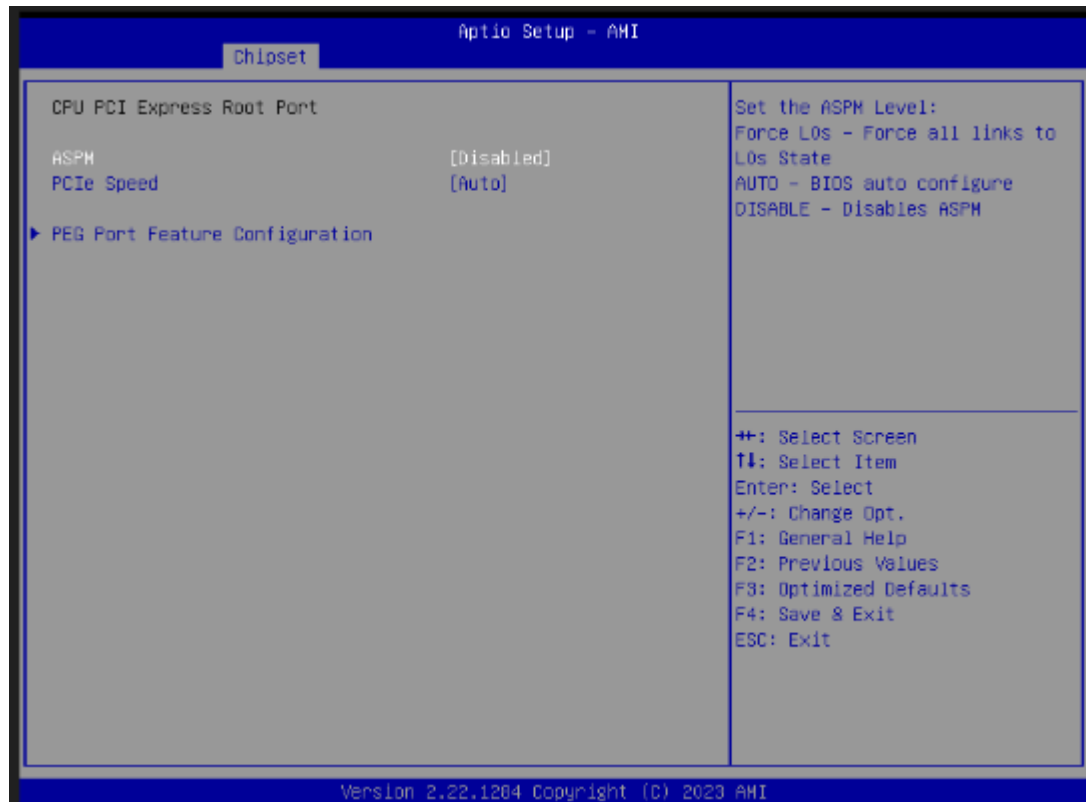 Aptio Setup - AMI
Chipset
CPU PCI Express Root Port
ASPM [Disabled]
PCIe Speed [Auto]
▶ PEG Port Feature Configuration
Set the ASPM Level:
Force L0s - Force all links to
L0s State
AUTO - BIOS auto configure
DISABLE - Disables ASPM
→←: Select Screen
↑↓: Select Item
Enter: Select
+/-: Change Opt.
F1: General Help
F2: Previous Values
F3: Optimized Defaults
F4: Save & Exit
ESC: Exit
Version 2.22.1284 Copyright (C) 2023 AMI